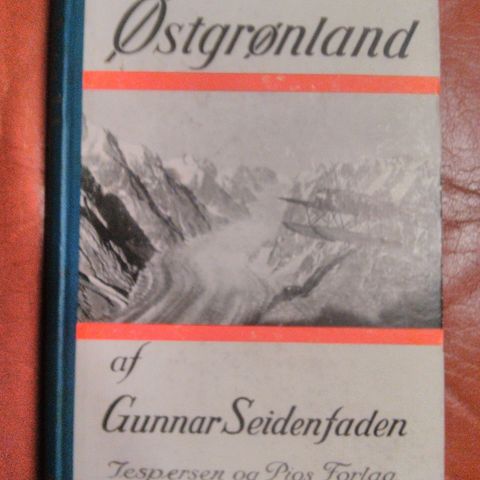 Østgrønland
af
Gunnar Seidenfaden
Jespersen og Pios Forlag